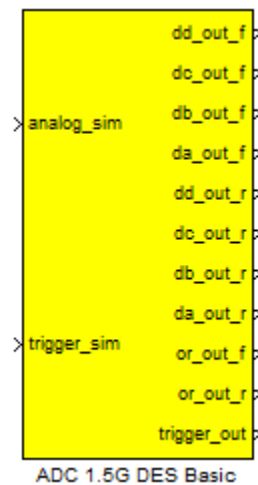 dd_out_f
dc_out_f
db_out_f
analog_sim
da_out_f
dd_out_r
dc_out_r
db_out_r
da_out_r
trigger_sim
or_out_f
or_out_r
trigger_out
ADC 1.5G DES Basic